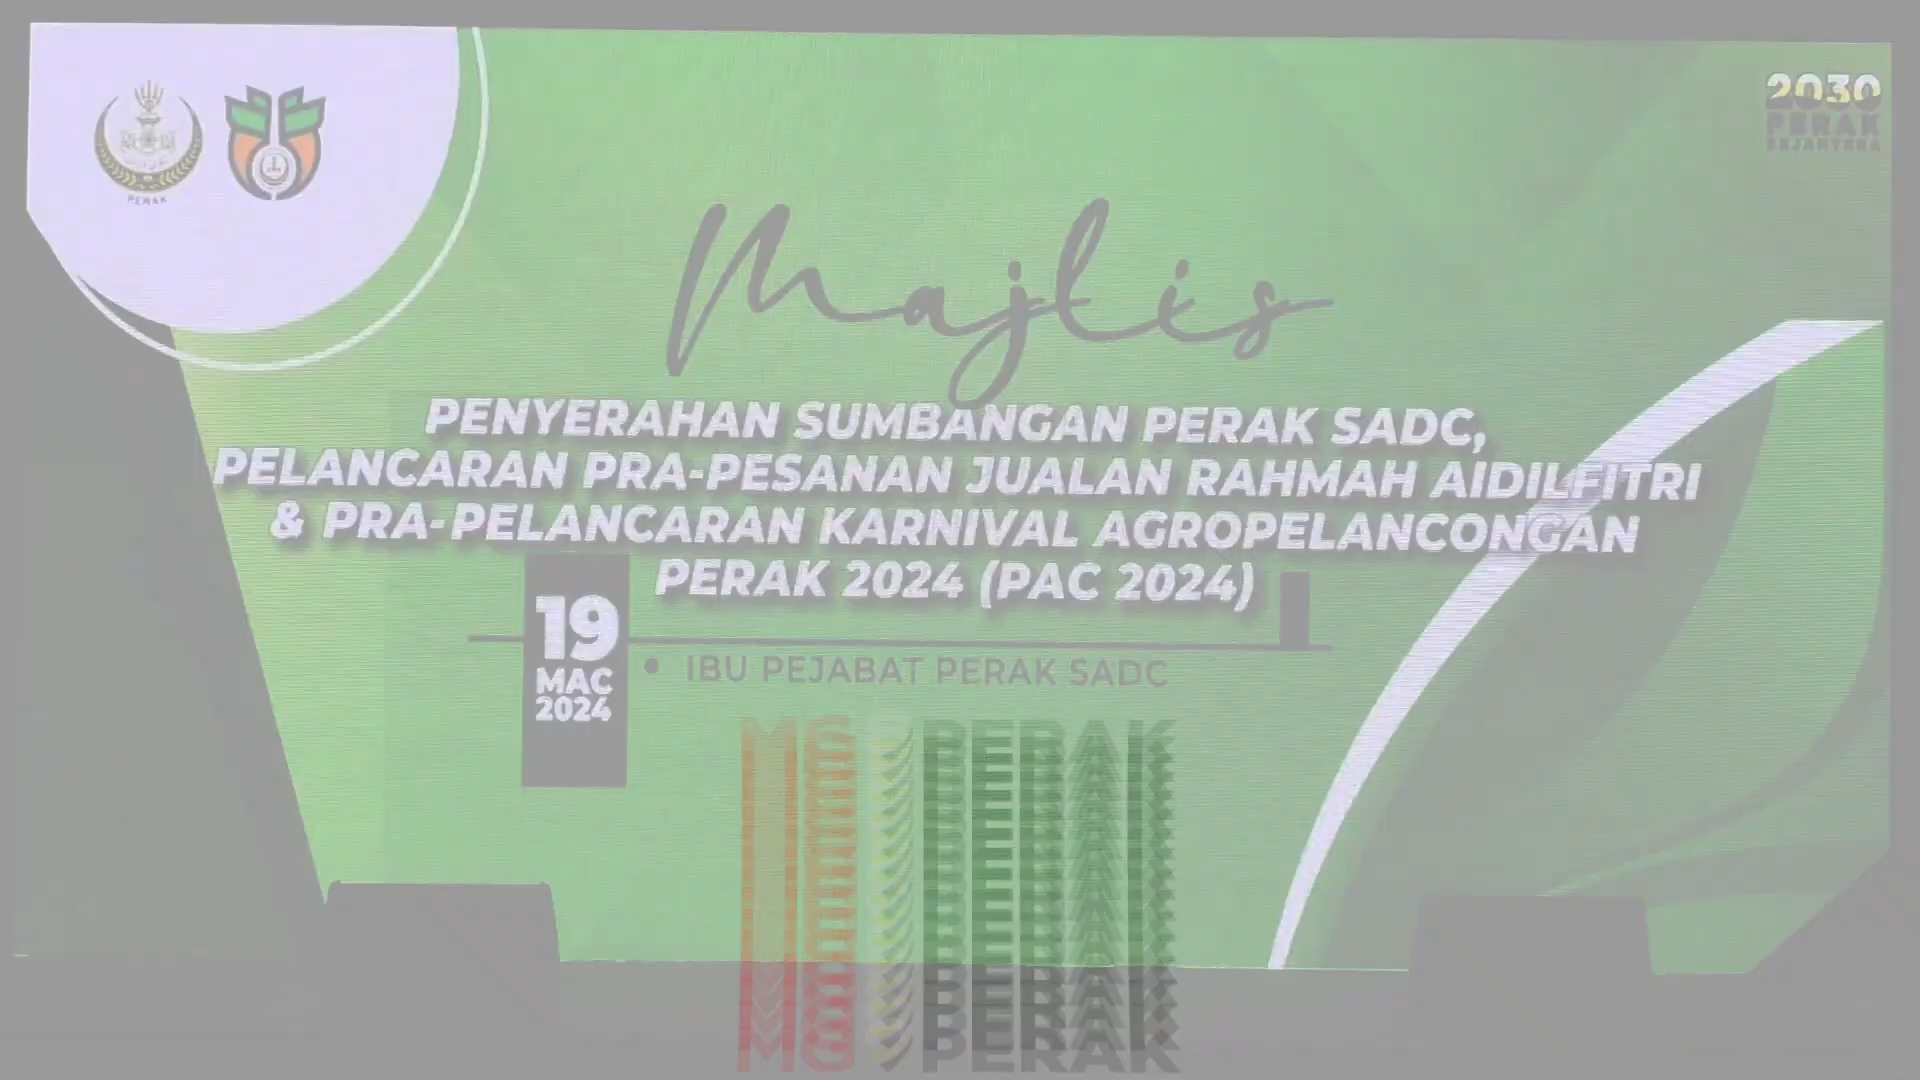 PERAK
2030
PERAK
SEJAHTERA
Majlis
PENYERAHAN SUMBANGAN PERAK SADC,
PELANCARAN PRA-PESANAN JUALAN RAHMAH AIDILFITRI
& PRA-PELANCARAN KARNIVAL AGROPELANCONGAN
PERAK 2024 (PAC 2024)
19
MAC
2024
• IBU PEJABAT PERAK SADC
PERAK